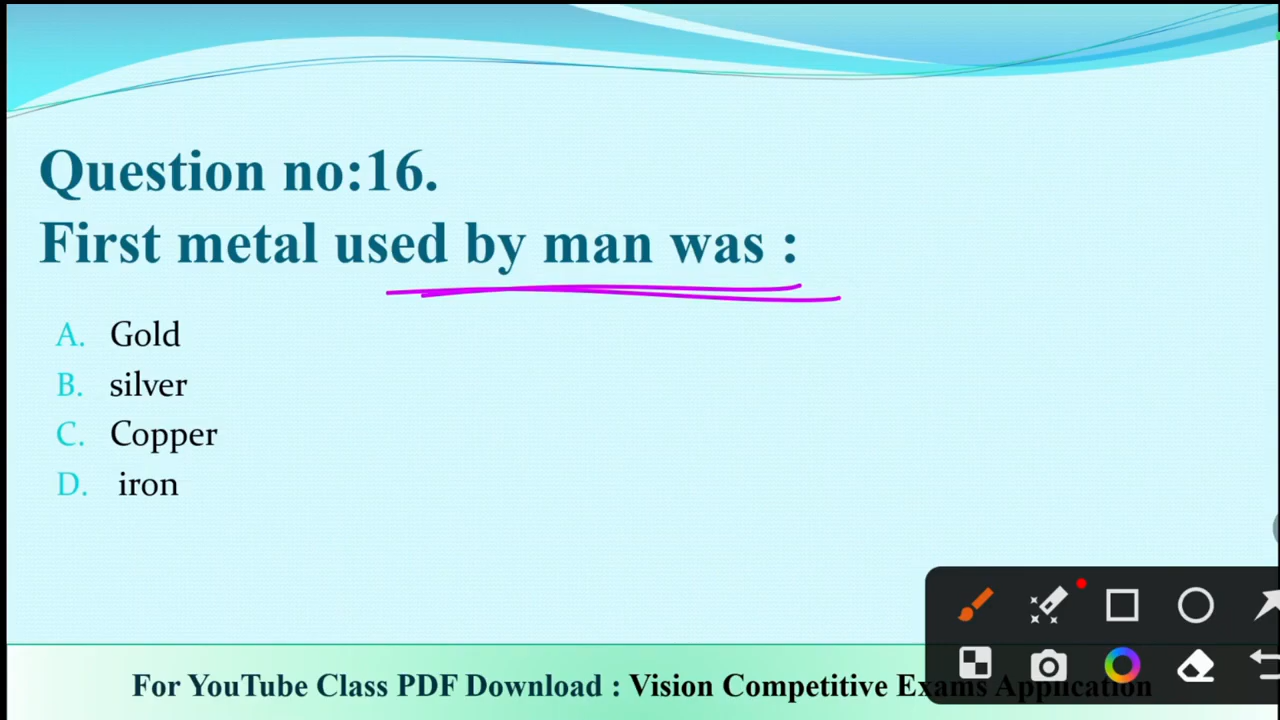 Question no:16.
First metal used by man was :
A. Gold
B. silver
C. Copper
D. iron
For YouTube Class PDF Download : Vision Competitive Exams Application